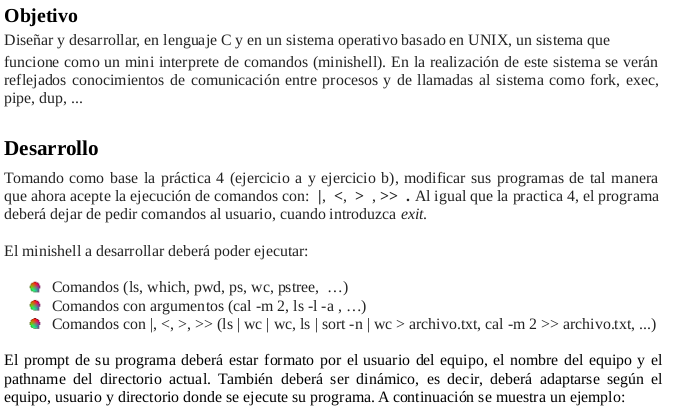 Objetivo
Diseñar y desarrollar, en lenguaje C y en un sistema operativo basado en UNIX, un sistema que
funcione como un mini interprete de comandos (minishell). En la realización de este sistema se verán
reflejados conocimientos de comunicación entre procesos y de llamadas al sistema como fork, exec,
pipe, dup, ...
Desarrollo
Tomando como base la práctica 4 (ejercicio a y ejercicio b), modificar sus programas de tal manera
que ahora acepte la ejecución de comandos con: |, <, > , >> . Al igual que la practica 4, el programa
deberá dejar de pedir comandos al usuario, cuando introduzca exit.
El minishell a desarrollar deberá poder ejecutar:
Comandos (ls, which, pwd, ps, wc, pstree, …)
Comandos con argumentos (cal -m 2, ls -l -a , …)
Comandos con |, <, >, >> (ls | wc | wc, ls | sort -n | wc > archivo.txt, cal -m 2 >> archivo.txt, ...)
El prompt de su programa deberá estar formato por el usuario del equipo, el nombre del equipo y el
pathname del directorio actual. También deberá ser dinámico, es decir, deberá adaptarse según el
equipo, usuario y directorio donde se ejecute su programa. A continuación se muestra un ejemplo: